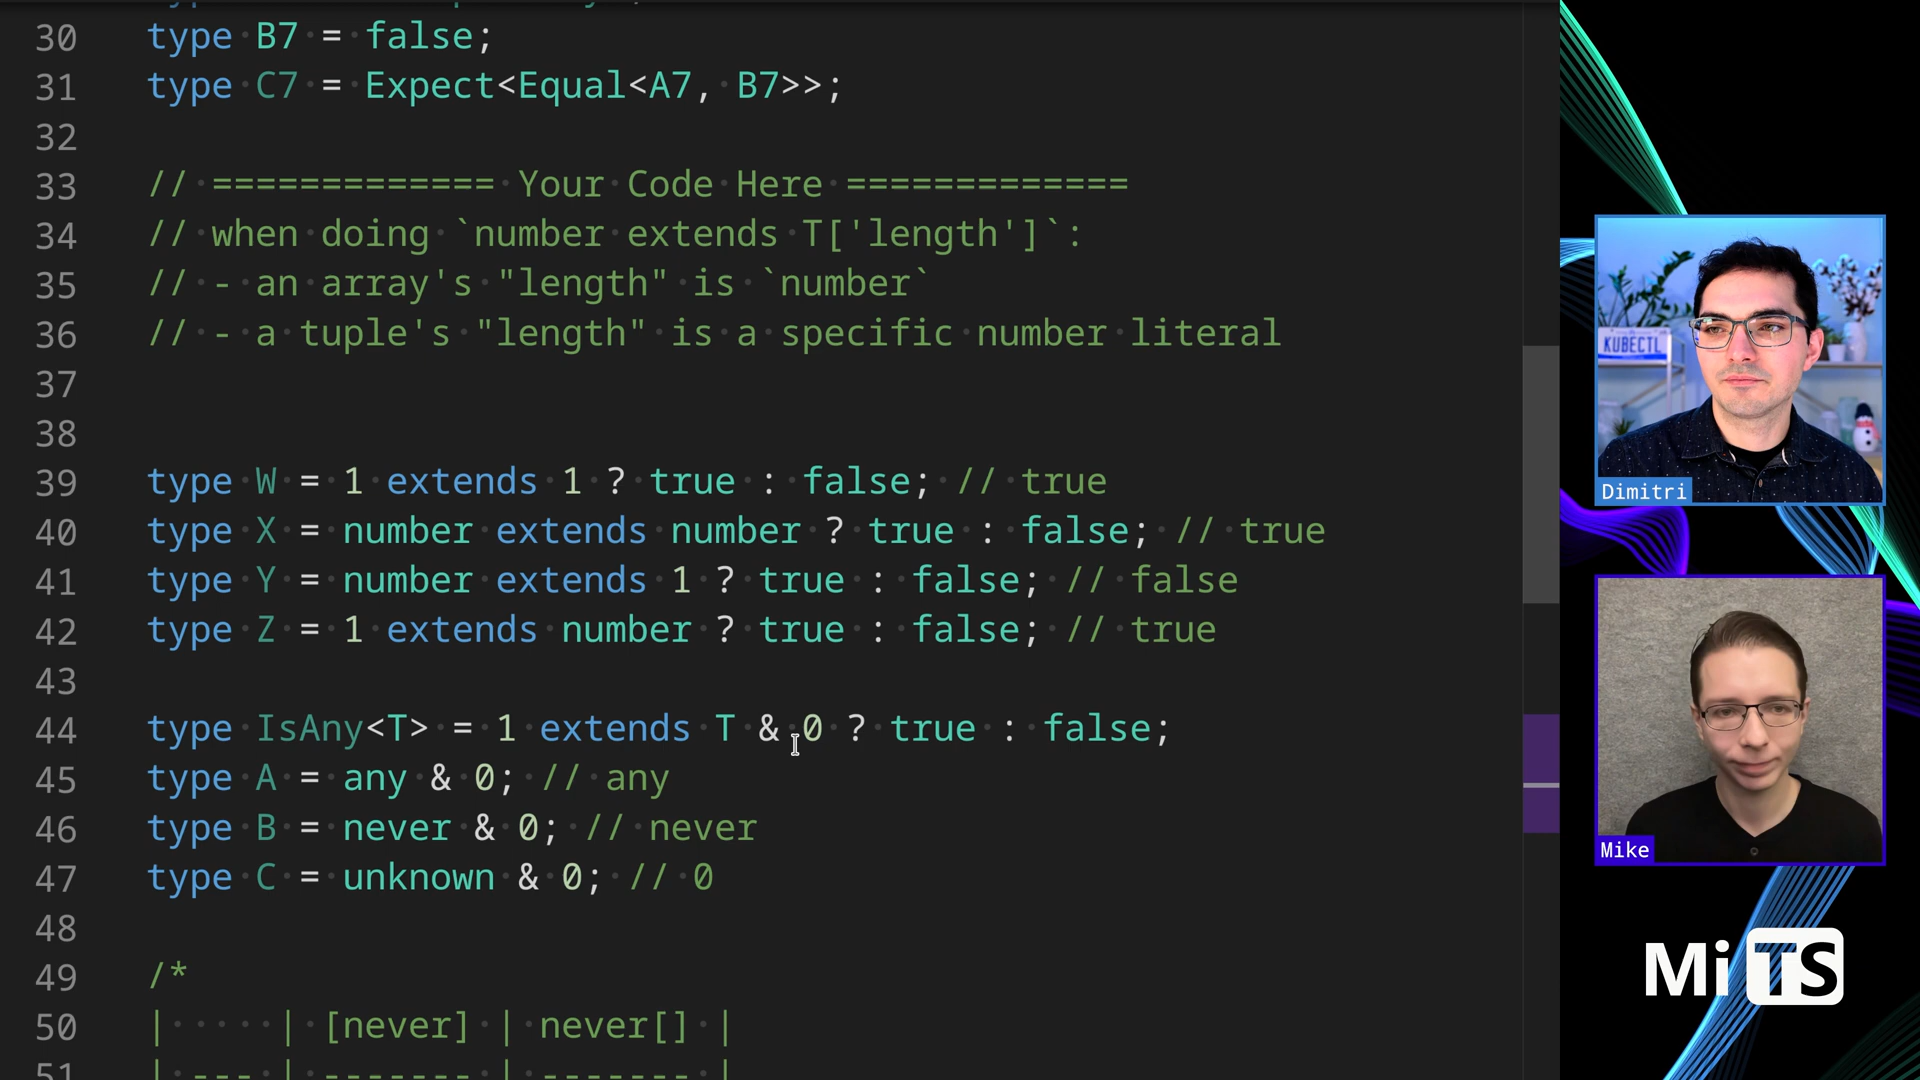 30 type B7 = false;
31 type C7 = Expect<Equal<A7, B7>>;
32
33 // ============= Your Code Here =============
34 // when doing `number extends T['length']`:
35 // - an array's "length" is `number`
36 // - a tuple's "length" is a specific number literal
37
38
39 type W = 1 extends 1 ? true : false; // true
40 type X = number extends number ? true : false; // true
41 type Y = number extends 1 ? true : false; // false
42 type Z = 1 extends number ? true : false; // true
43
44 type IsAny<T> = 1 extends T & 0 ? true : false;
45 type A = any & 0; // any
46 type B = never & 0; // never
47 type C = unknown & 0; // 0
48
49 /*
50 |     | [never] | never[] |
51 | --- | ------- | ------- |
KUBECTL
Dimitri
Mike
Mi TS